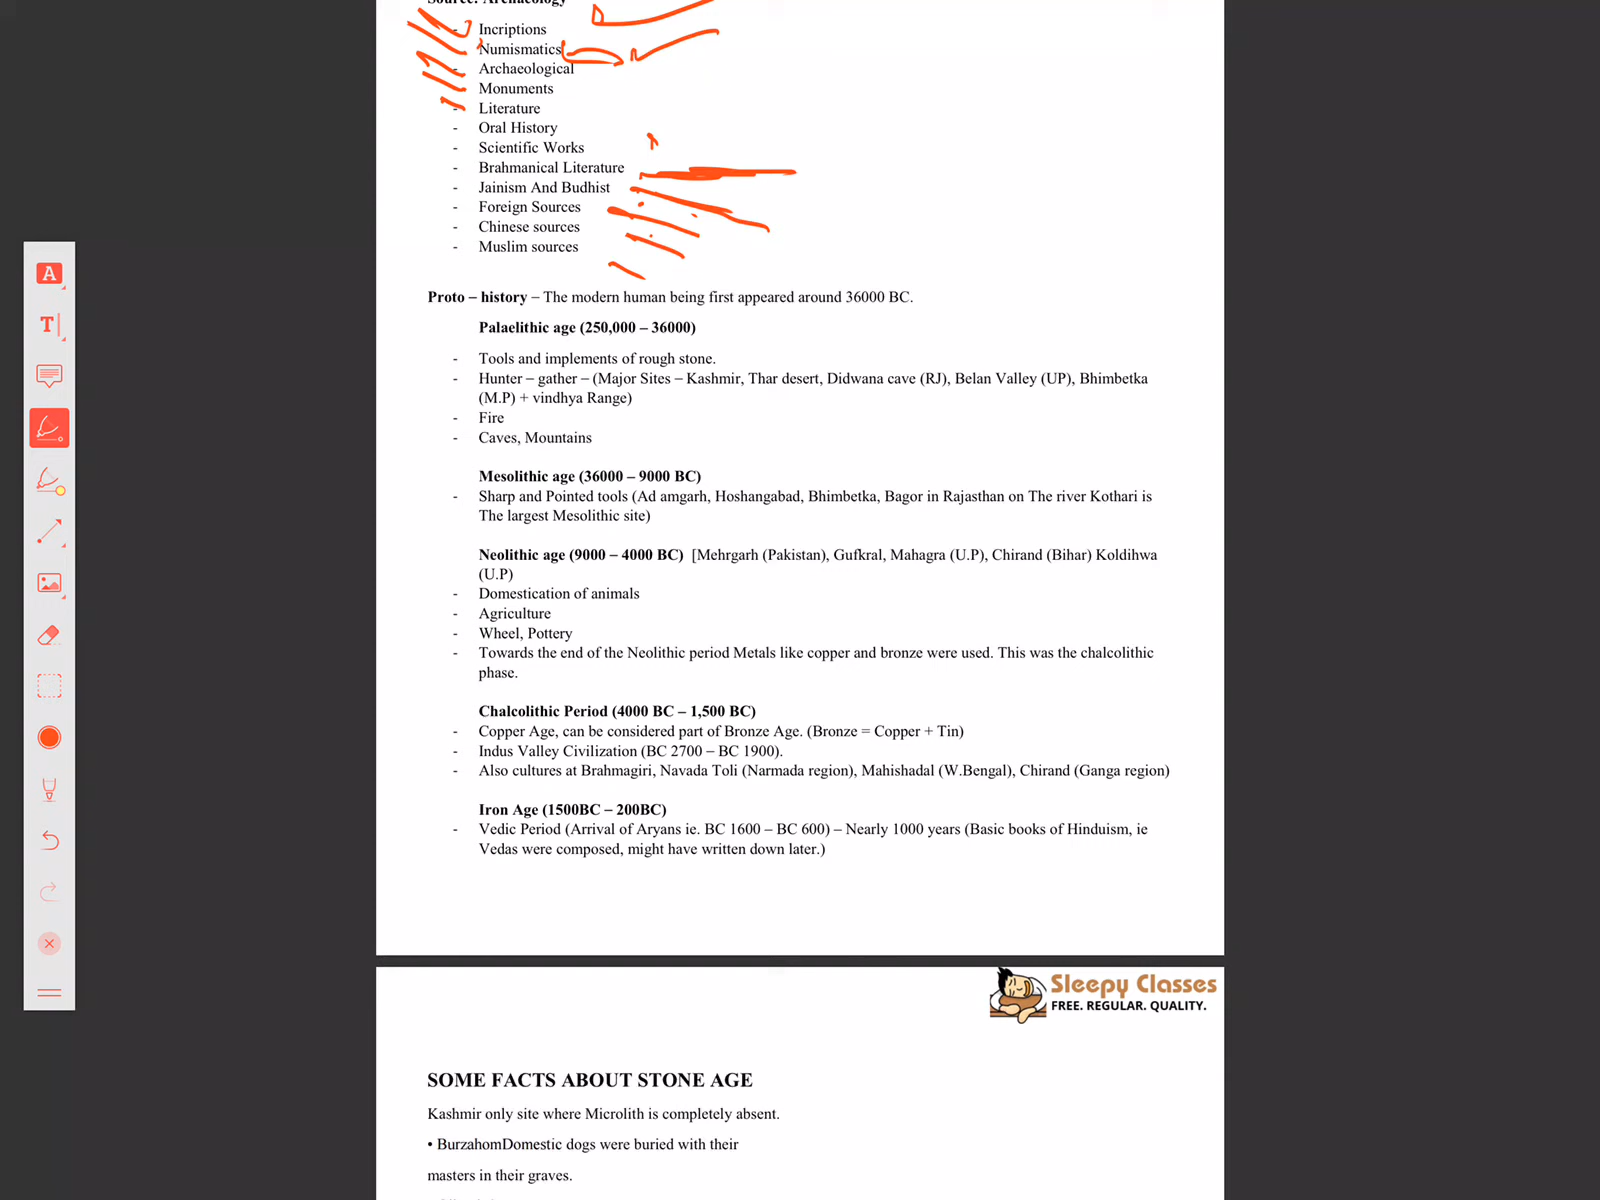 Source: Archaeology
- Incriptions
- Numismatics
- Archaeological
- Monuments
- Literature
- Oral History
- Scientific Works
- Brahmanical Literature
- Jainism And Budhist
- Foreign Sources
- Chinese sources
- Muslim sources
Proto – history – The modern human being first appeared around 36000 BC.
Palaelithic age (250,000 – 36000)
- Tools and implements of rough stone.
- Hunter – gather – (Major Sites – Kashmir, Thar desert, Didwana cave (RJ), Belan Valley (UP), Bhimbetka
(M.P) + vindhya Range)
- Fire
- Caves, Mountains
Mesolithic age (36000 – 9000 BC)
- Sharp and Pointed tools (Ad amgarh, Hoshangabad, Bhimbetka, Bagor in Rajasthan on The river Kothari is
The largest Mesolithic site)
Neolithic age (9000 – 4000 BC) [Mehrgarh (Pakistan), Gufkral, Mahagra (U.P), Chirand (Bihar) Koldihwa
(U.P)
- Domestication of animals
- Agriculture
- Wheel, Pottery
- Towards the end of the Neolithic period Metals like copper and bronze were used. This was the chalcolithic
phase.
Chalcolithic Period (4000 BC – 1,500 BC)
- Copper Age, can be considered part of Bronze Age. (Bronze = Copper + Tin)
- Indus Valley Civilization (BC 2700 – BC 1900).
- Also cultures at Brahmagiri, Navada Toli (Narmada region), Mahishadal (W.Bengal), Chirand (Ganga region)
Iron Age (1500BC – 200BC)
- Vedic Period (Arrival of Aryans ie. BC 1600 – BC 600) – Nearly 1000 years (Basic books of Hinduism, ie
Vedas were composed, might have written down later.)
Sleepy Classes
FREE. REGULAR. QUALITY.
SOME FACTS ABOUT STONE AGE
Kashmir only site where Microlith is completely absent.
• BurzahomDomestic dogs were buried with their
masters in their graves.